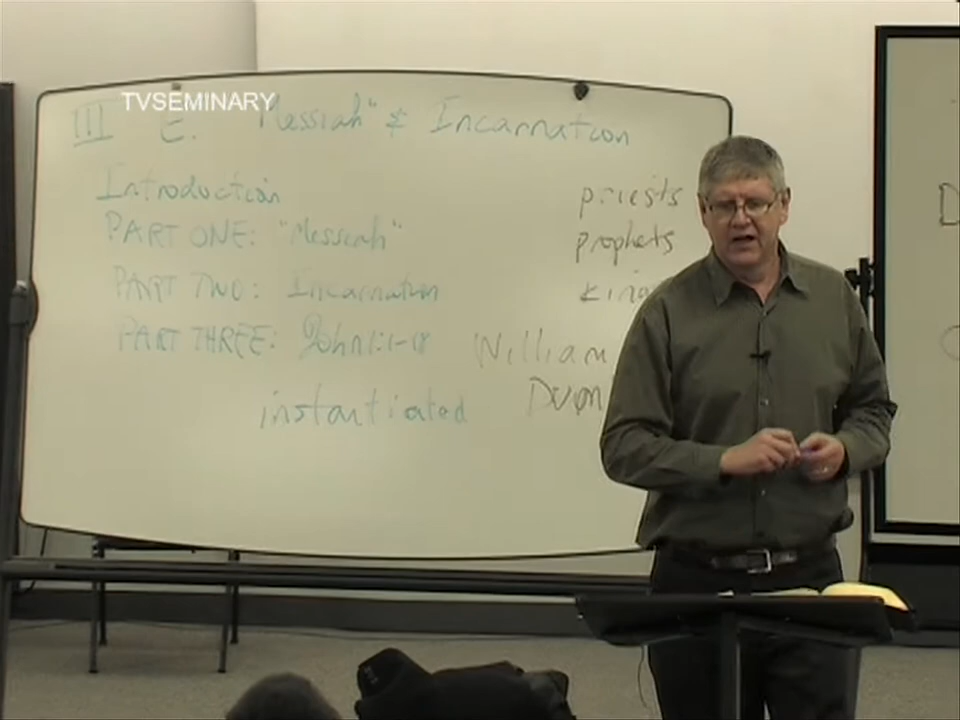 TVSEMINARY
III E. "Messiah" & Incarnation
Introduction
PART ONE: "Messiah"
PART TWO: Incarnation
PART THREE: John 1:1-18
instantiated
priests
prophets
William